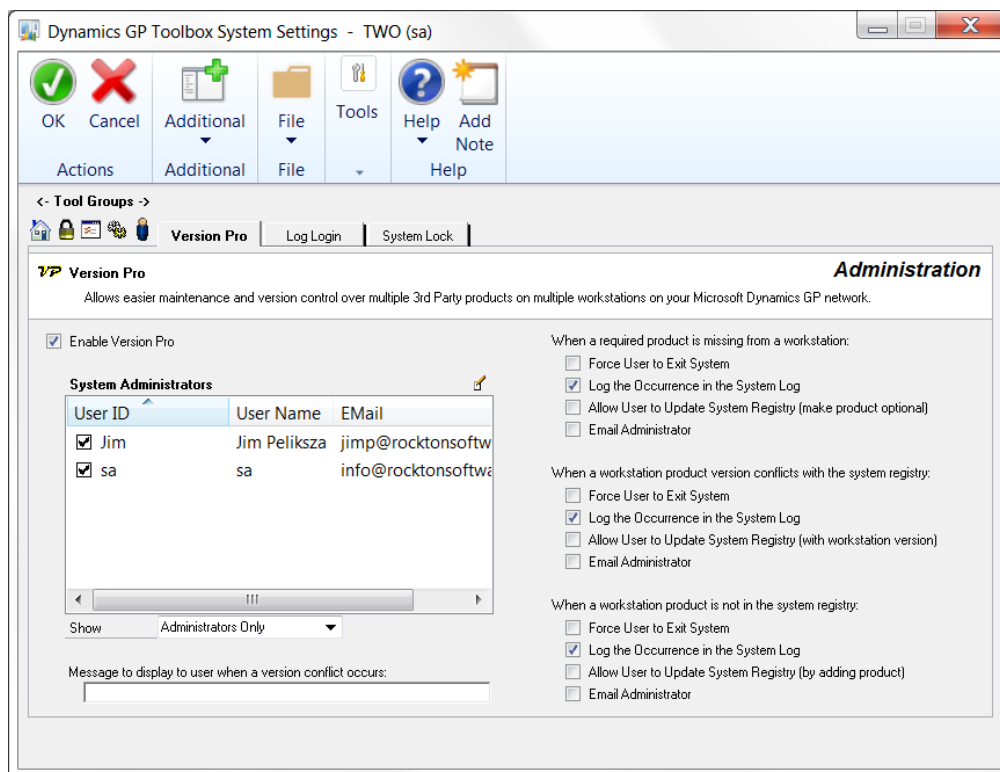 Dynamics GP Toolbox System Settings - TWO (sa)
OK Cancel Additional File Tools Help Add Note
Actions Additional File Help
<- Tool Groups ->
Version Pro Log Login System Lock
VP Version Pro Administration
Allows easier maintenance and version control over multiple 3rd Party products on multiple workstations on your Microsoft Dynamics GP network.
Enable Version Pro
System Administrators
User ID User Name EMail
Jim Jim Peliksza jimp@rocktonsoftw
sa sa info@rocktonsoftwa
Show Administrators Only
Message to display to user when a version conflict occurs:
When a required product is missing from a workstation:
Force User to Exit System
Log the Occurrence in the System Log
Allow User to Update System Registry (make product optional)
Email Administrator
When a workstation product version conflicts with the system registry:
Force User to Exit System
Log the Occurrence in the System Log
Allow User to Update System Registry (with workstation version)
Email Administrator
When a workstation product is not in the system registry:
Force User to Exit System
Log the Occurrence in the System Log
Allow User to Update System Registry (by adding product)
Email Administrator